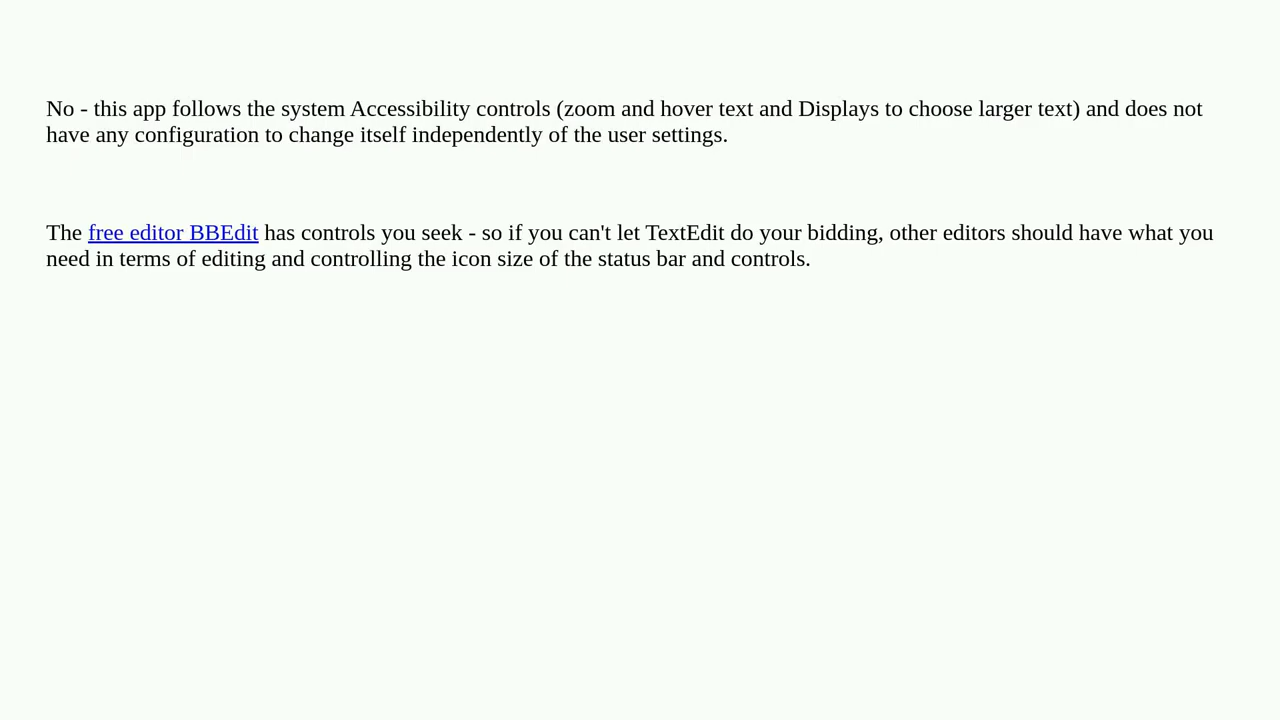 No - this app follows the system Accessibility controls (zoom and hover text and Displays to choose larger text) and does not
have any configuration to change itself independently of the user settings.
The free editor BBEdit has controls you seek - so if you can't let TextEdit do your bidding, other editors should have what you
need in terms of editing and controlling the icon size of the status bar and controls.